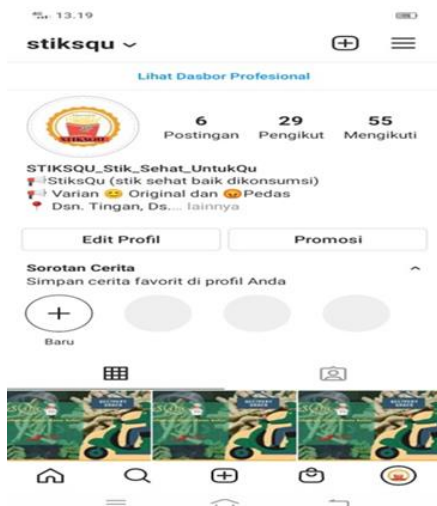 13.19
stiksqu
Lihat Dasbor Profesional
6 29 55
Postingan Pengikut Mengikuti
STIKSQU
STIKSQU_Stik_Sehat_UntukQu
StiksQu (stik sehat baik dikonsumsi)
Varian 😊 Original dan 😡Pedas
📍 Dsn. Tingan, Ds.... lainnya
Edit Profil Promosi
Sorotan Cerita
Simpan cerita favorit di profil Anda
Baru